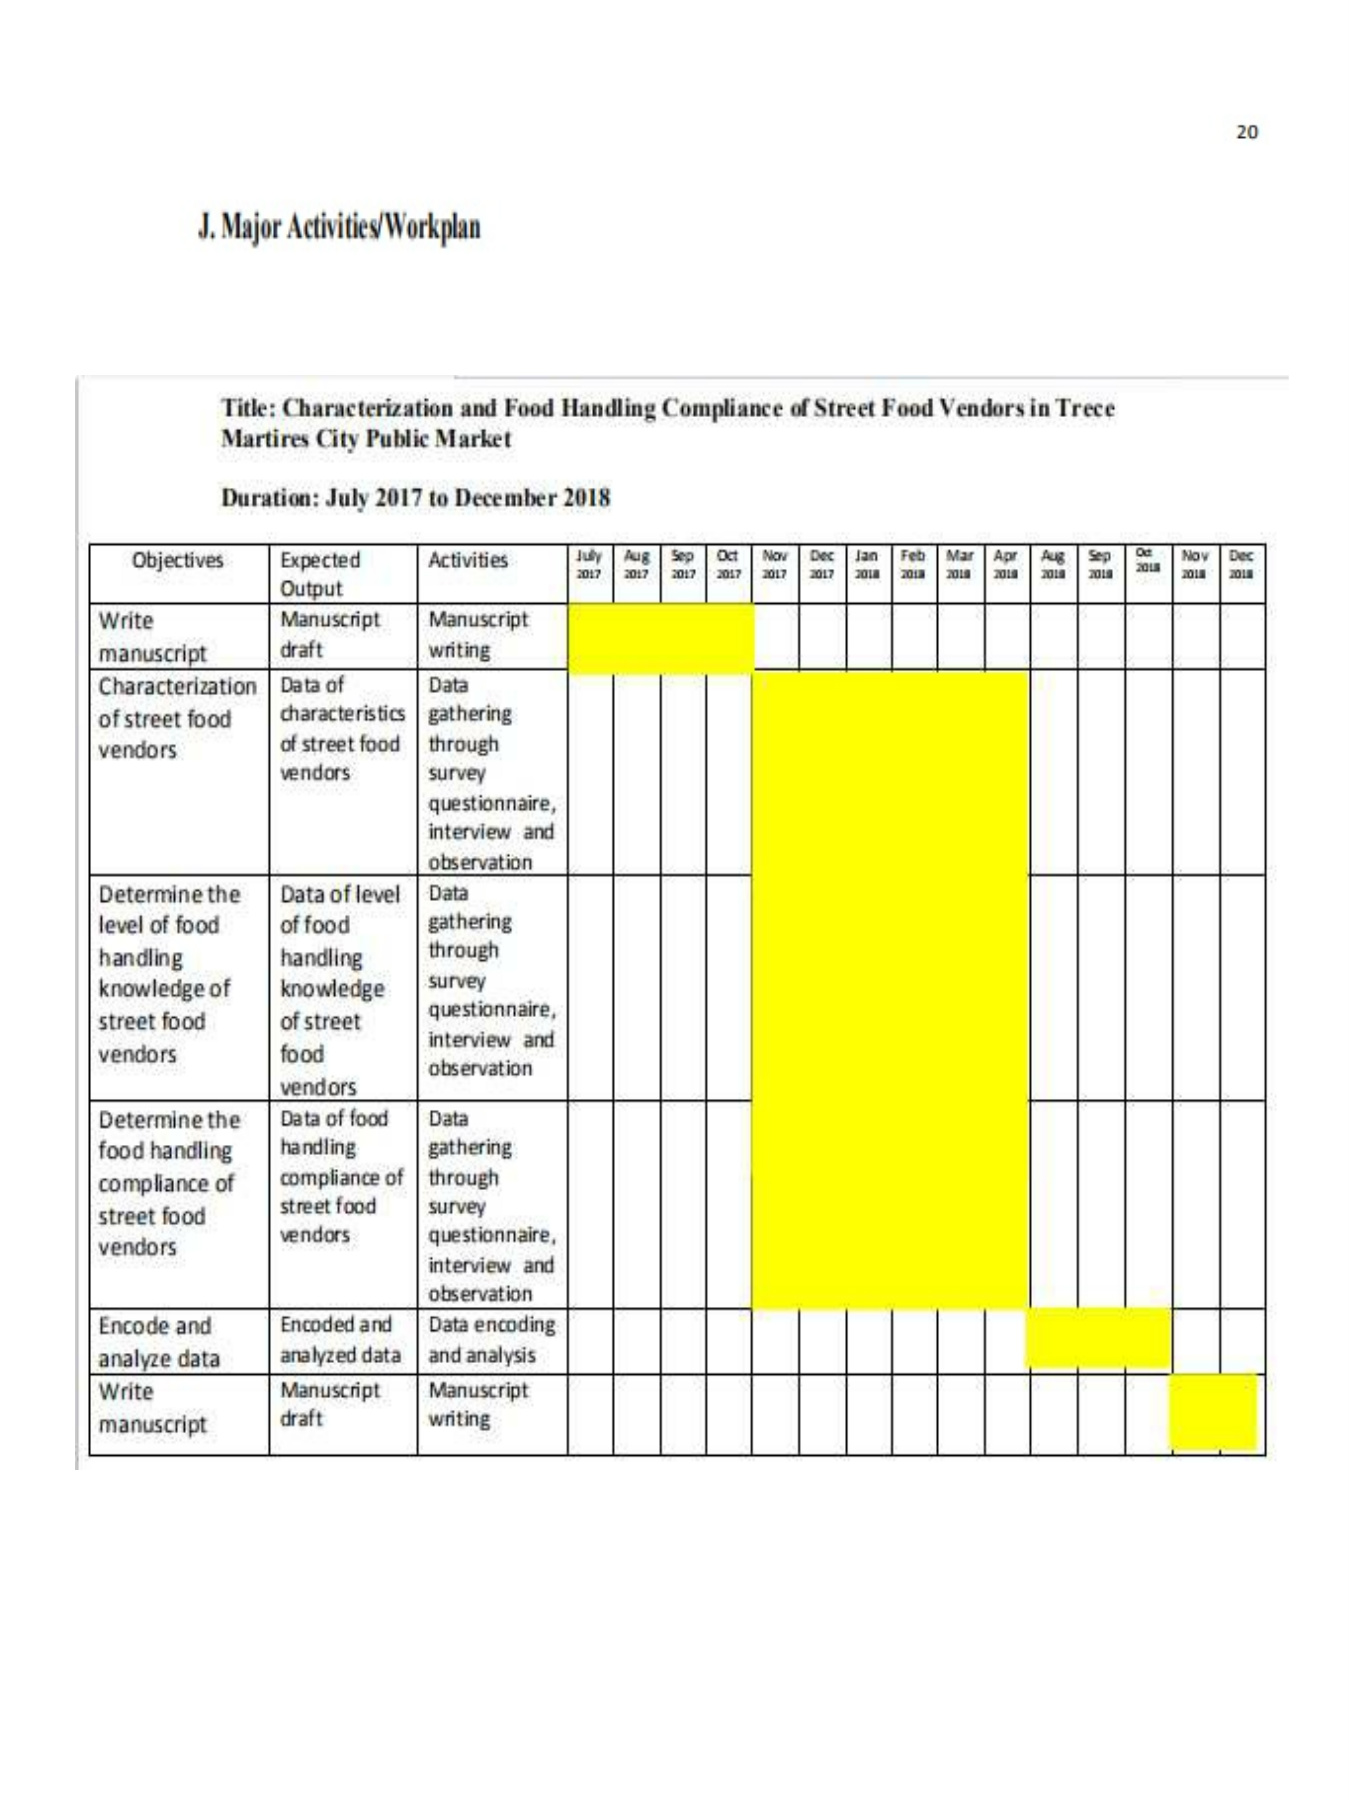 20
J. Major Activities/Workplan
Title: Characterization and Food Handling Compliance of Street Food Vendors in Trece
Martires City Public Market
Duration: July 2017 to December 2018
Objectives
Expected
Output
Activities
July
2017
Aug
2017
Sep
2017
Oct
2017
Nov
2017
Dec
2017
Jan
2018
Feb
2018
Mar
2018
Apr
2018
Aug
2018
Sep
2018
Oct
2018
Nov
2018
Dec
2018
Write
manuscript
Manuscript
draft
Manuscript
writing
Characterization
of street food
vendors
Data of
characteristics
of street food
vendors
Data
gathering
through
survey
questionnaire,
interview and
observation
Determine the
level of food
handling
knowledge of
street food
vendors
Data of level
of food
handling
knowledge
of street
food
vendors
Data
gathering
through
survey
questionnaire,
interview and
observation
Determine the
food handling
compliance of
street food
vendors
Data of food
handling
compliance of
street food
vendors
Data
gathering
through
survey
questionnaire,
interview and
observation
Encode and
analyze data
Encoded and
analyzed data
Data encoding
and analysis
Write
manuscript
Manuscript
draft
Manuscript
writing